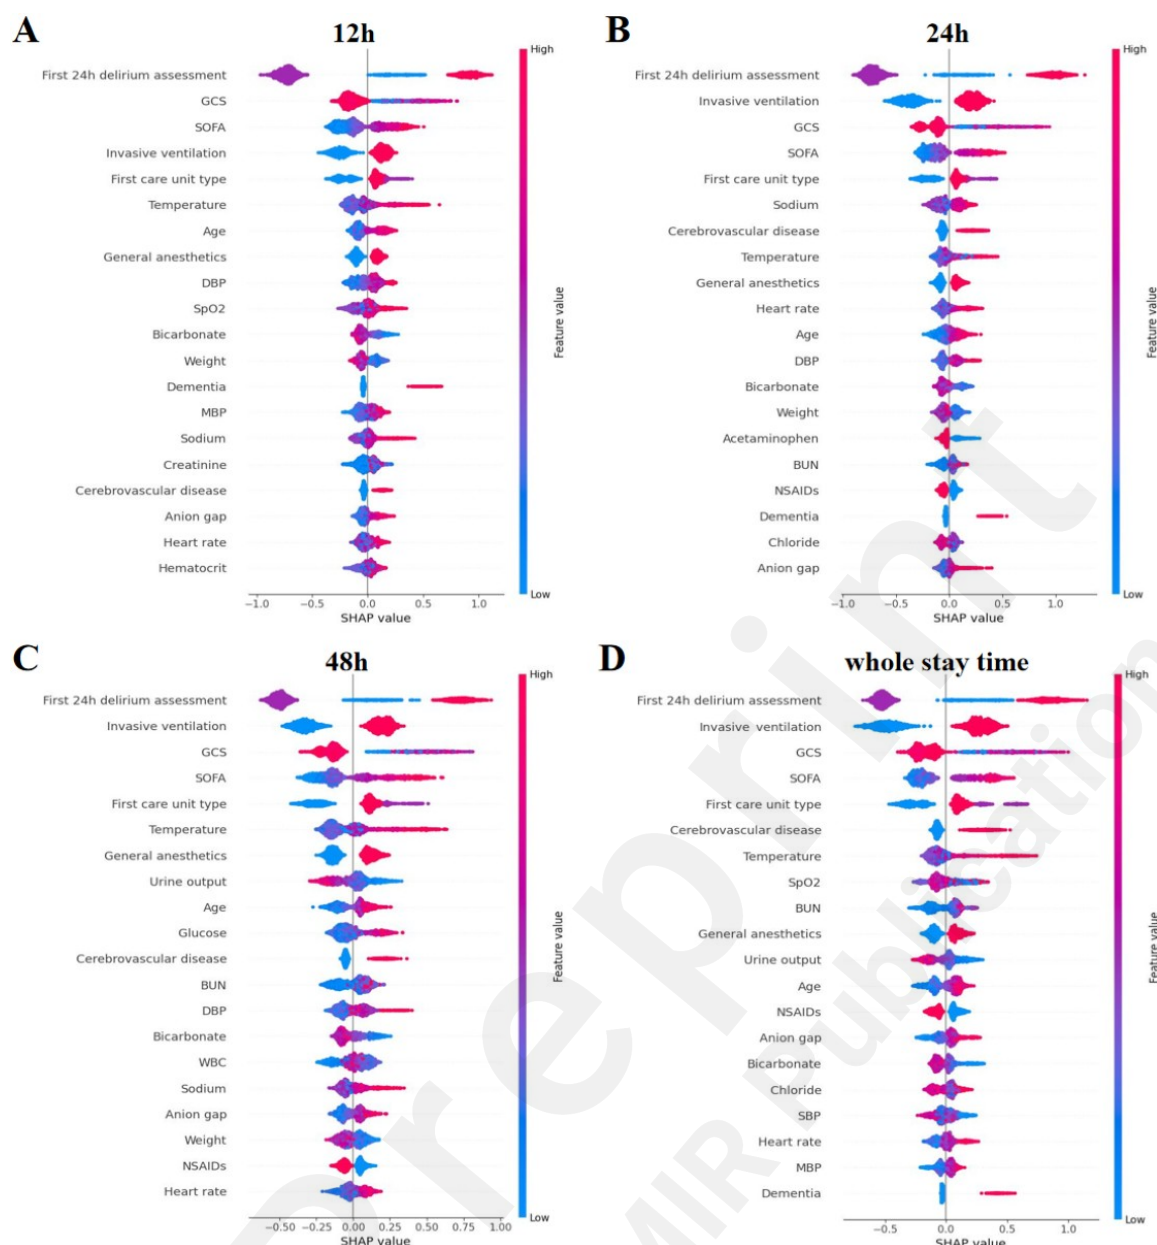 A
12h
High
First 24h delirium assessment
GCS
SOFA
Invasive ventilation
First care unit type
Temperature
Age
General anesthetics
DBP
SpO2
Bicarbonate
Weight
Dementia
MBP
Sodium
Creatinine
Cerebrovascular disease
Anion gap
Heart rate
Hematocrit
Feature value
Low
−1.0 −0.5 0.0 0.5 1.0
SHAP value
B
24h
High
First 24h delirium assessment
Invasive ventilation
GCS
SOFA
First care unit type
Sodium
Cerebrovascular disease
Temperature
General anesthetics
Heart rate
Age
DBP
Bicarbonate
Weight
Acetaminophen
BUN
NSAIDs
Dementia
Chloride
Anion gap
Feature value
Low
−1.0 −0.5 0.0 0.5 1.0
SHAP value
C
48h
High
First 24h delirium assessment
Invasive ventilation
GCS
SOFA
First care unit type
Temperature
General anesthetics
Urine output
Age
Glucose
Cerebrovascular disease
BUN
DBP
Bicarbonate
WBC
Sodium
Anion gap
Weight
NSAIDs
Heart rate
Feature value
Low
−0.50 −0.25 0.00 0.25 0.50 0.75 1.00
SHAP value
D
whole stay time
High
First 24h delirium assessment
Invasive ventilation
GCS
SOFA
First care unit type
Cerebrovascular disease
Temperature
SpO2
BUN
General anesthetics
Urine output
Age
NSAIDs
Anion gap
Bicarbonate
Chloride
SBP
Heart rate
MBP
Dementia
Feature value
Low
−0.5 0.0 0.5 1.0
SHAP value
Preprint
JMIR Publications